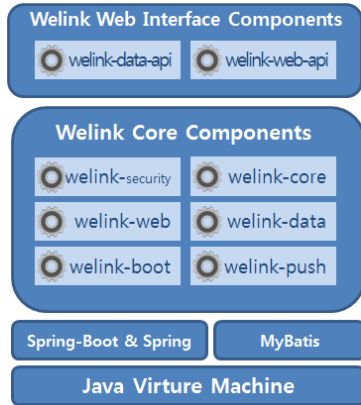 Welink Web Interface Components
welink-data-api welink-web-api
Welink Core Components
welink-security welink-core
welink-web welink-data
welink-boot welink-push
Spring-Boot & Spring MyBatis
Java Virture Machine